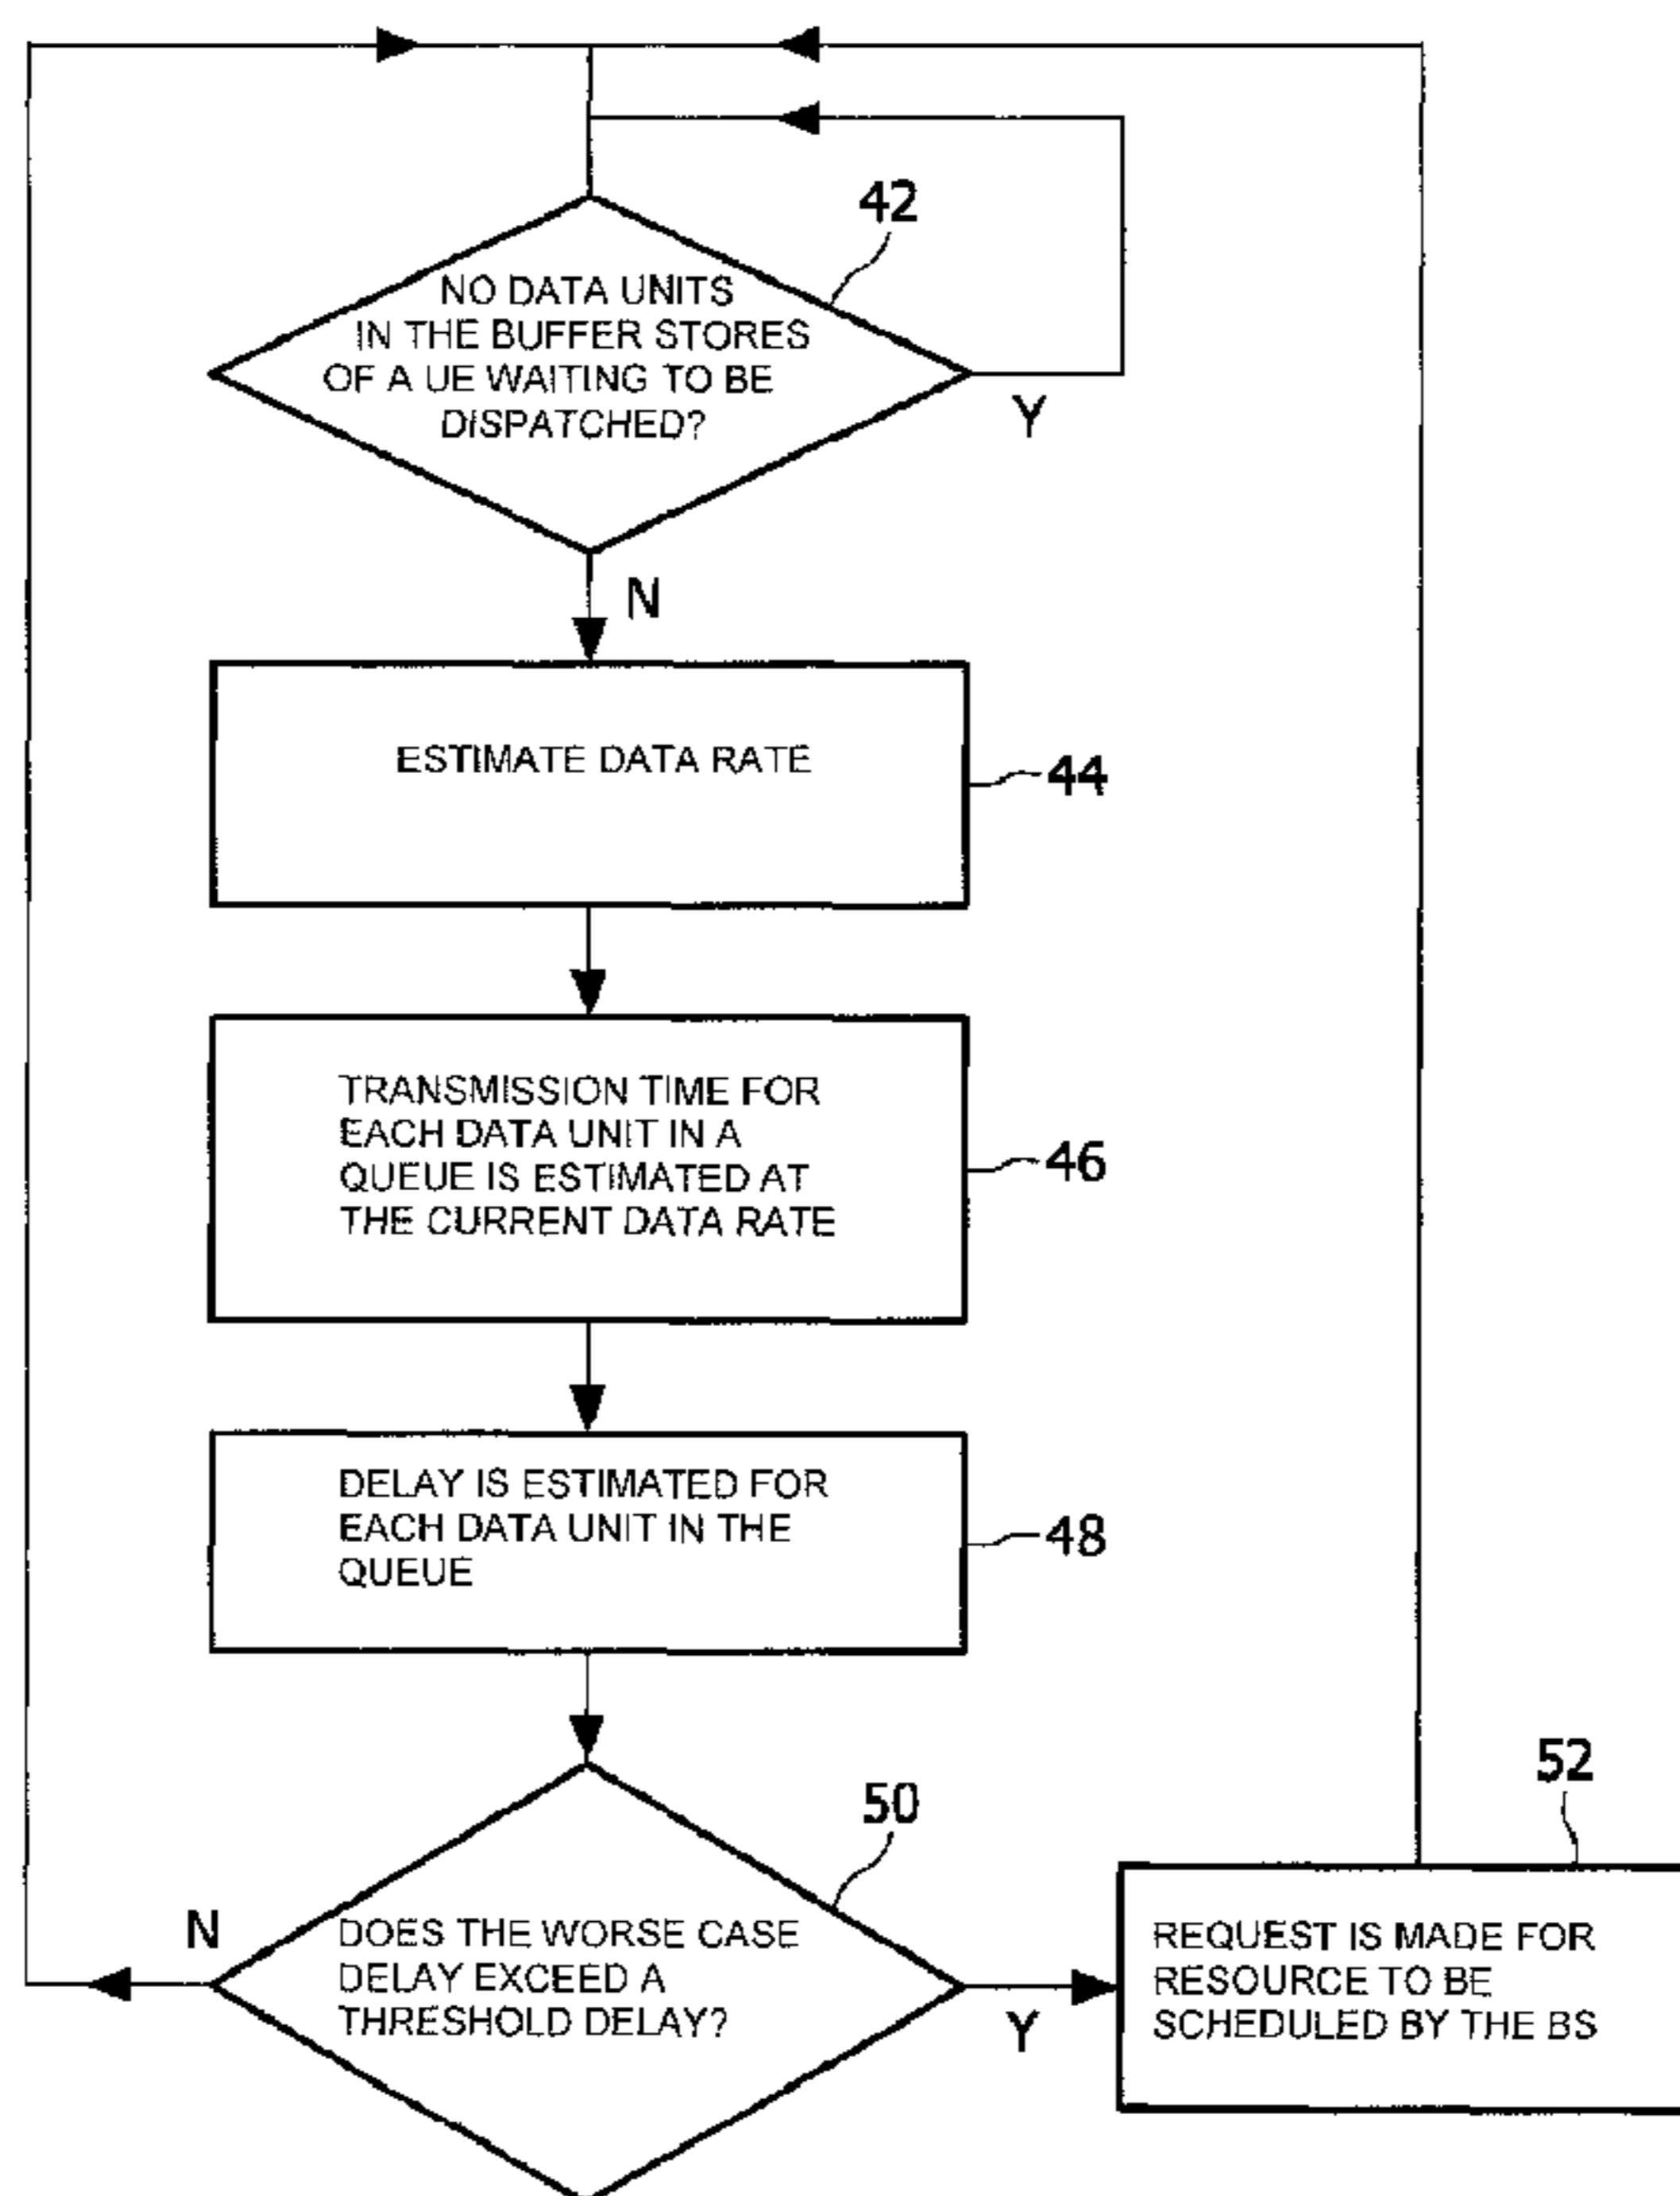 42
NO DATA UNITS
IN THE BUFFER STORES
OF A UE WAITING TO BE
DISPATCHED?
Y
N
ESTIMATE DATA RATE
44
TRANSMISSION TIME FOR
EACH DATA UNIT IN A
QUEUE IS ESTIMATED AT
THE CURRENT DATA RATE
46
DELAY IS ESTIMATED FOR
EACH DATA UNIT IN THE
QUEUE
48
50
52
N
DOES THE WORSE CASE
DELAY EXCEED A
THRESHOLD DELAY?
Y
REQUEST IS MADE FOR
RESOURCE TO BE
SCHEDULED BY THE BS